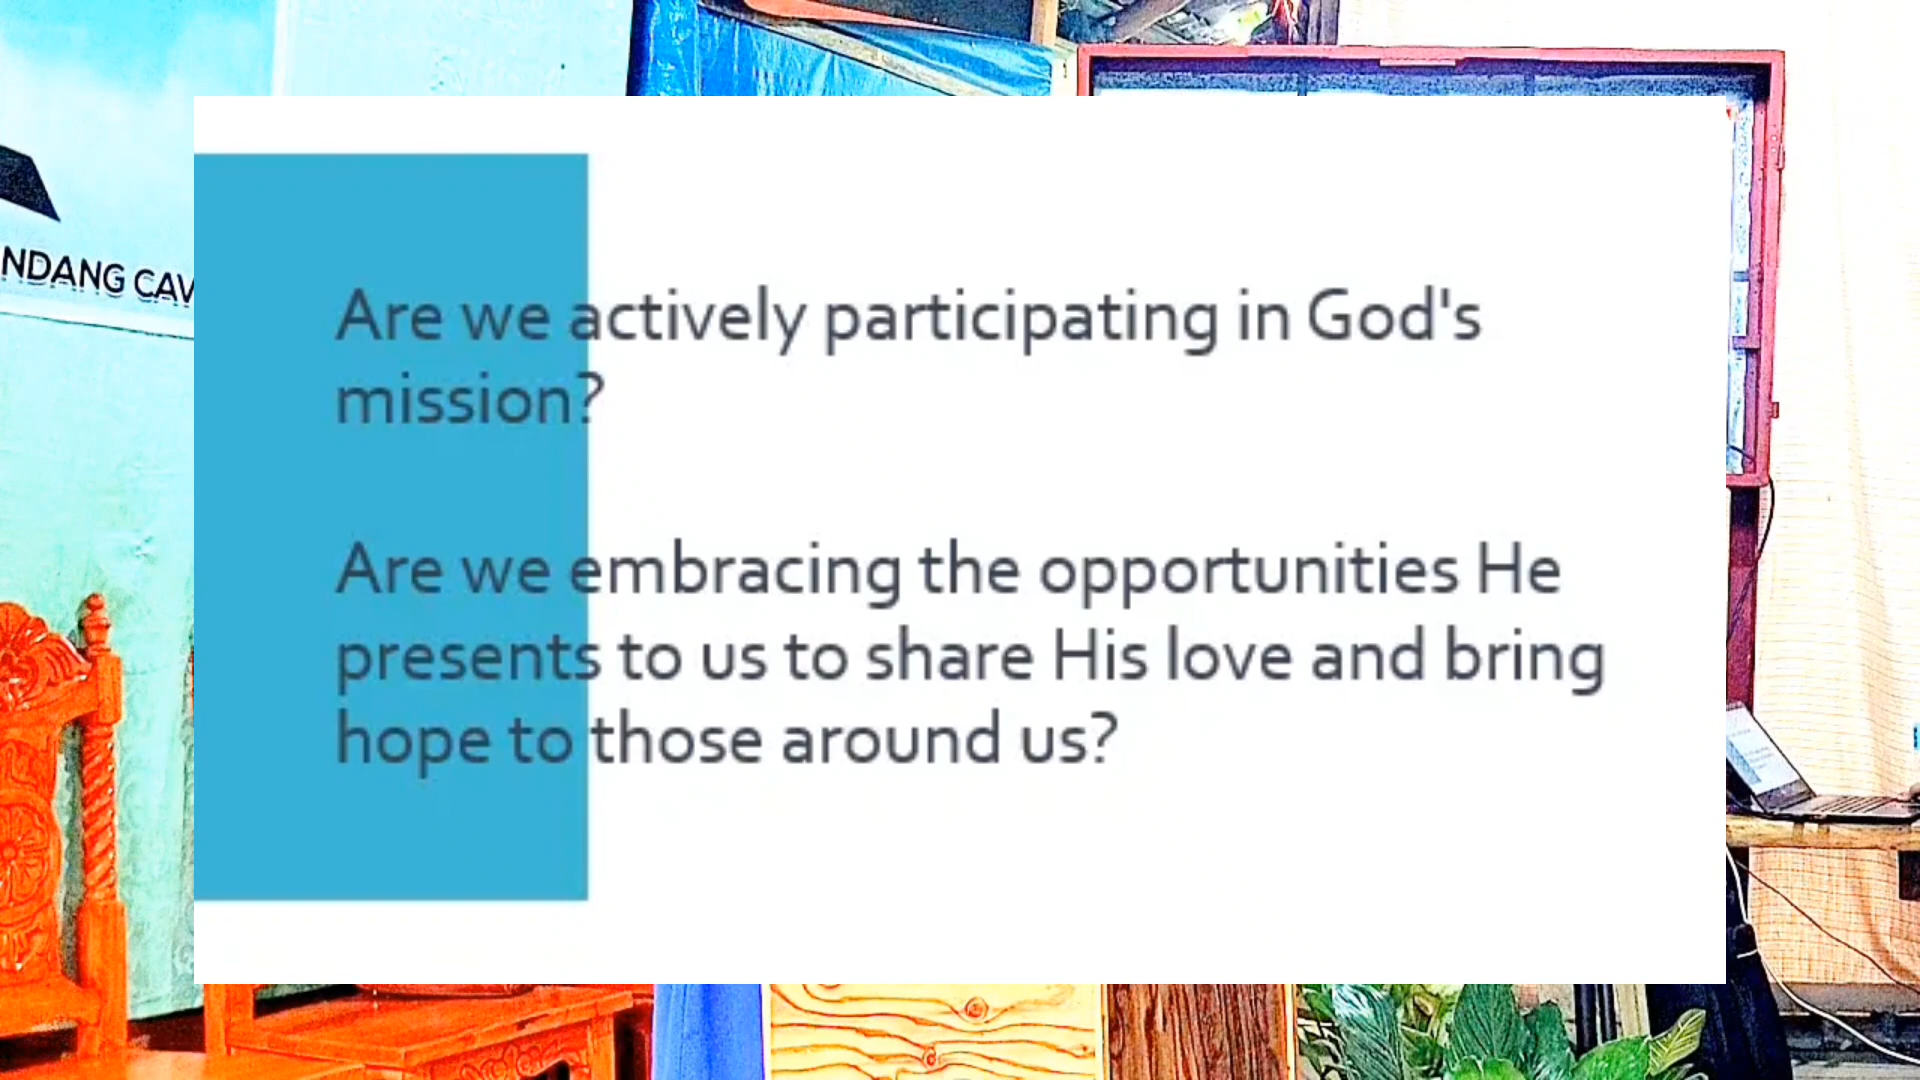 NDANG CAV
Are we actively participating in God's
mission?
Are we embracing the opportunities He
presents to us to share His love and bring
hope to those around us?